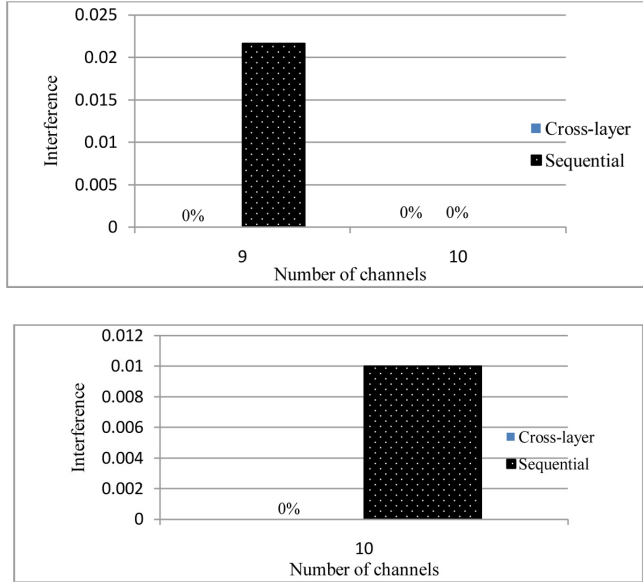 0.025
0.02
0.015
0.01
0.005
0
Interference
0%
0% 0%
9 10
Number of channels
Cross-layer
Sequential
0.012
0.01
0.008
0.006
0.004
0.002
0
Interference
0%
10
Number of channels
Cross-layer
Sequential